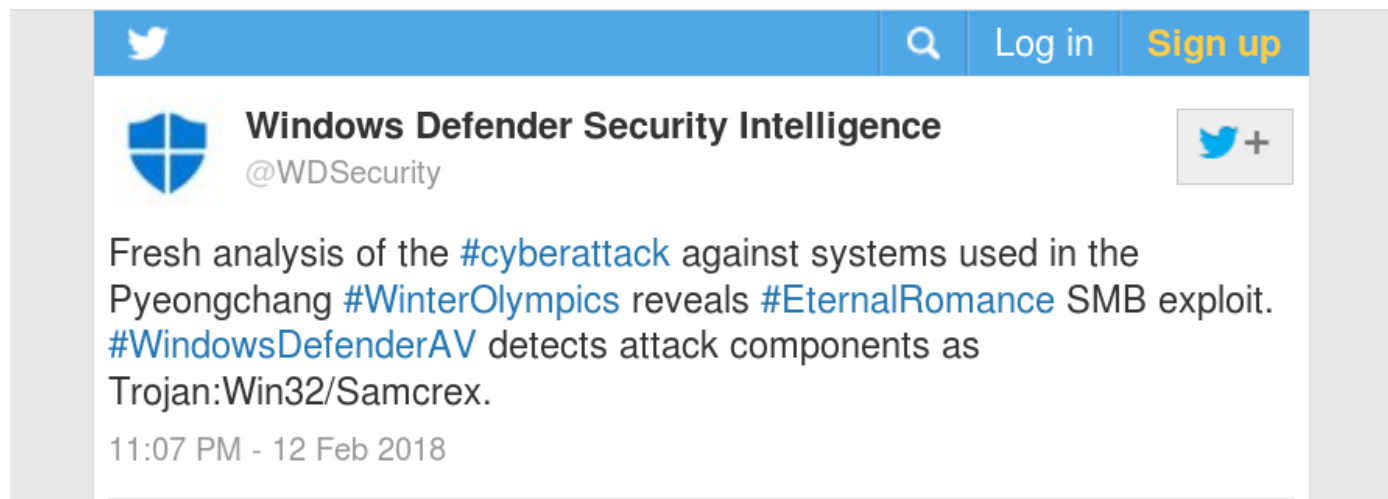 Log in
Sign up
Windows Defender Security Intelligence
@WDSecurity
Fresh analysis of the #cyberattack against systems used in the
Pyeongchang #WinterOlympics reveals #EternalRomance SMB exploit.
#WindowsDefenderAV detects attack components as
Trojan:Win32/Samcrex.
11:07 PM - 12 Feb 2018